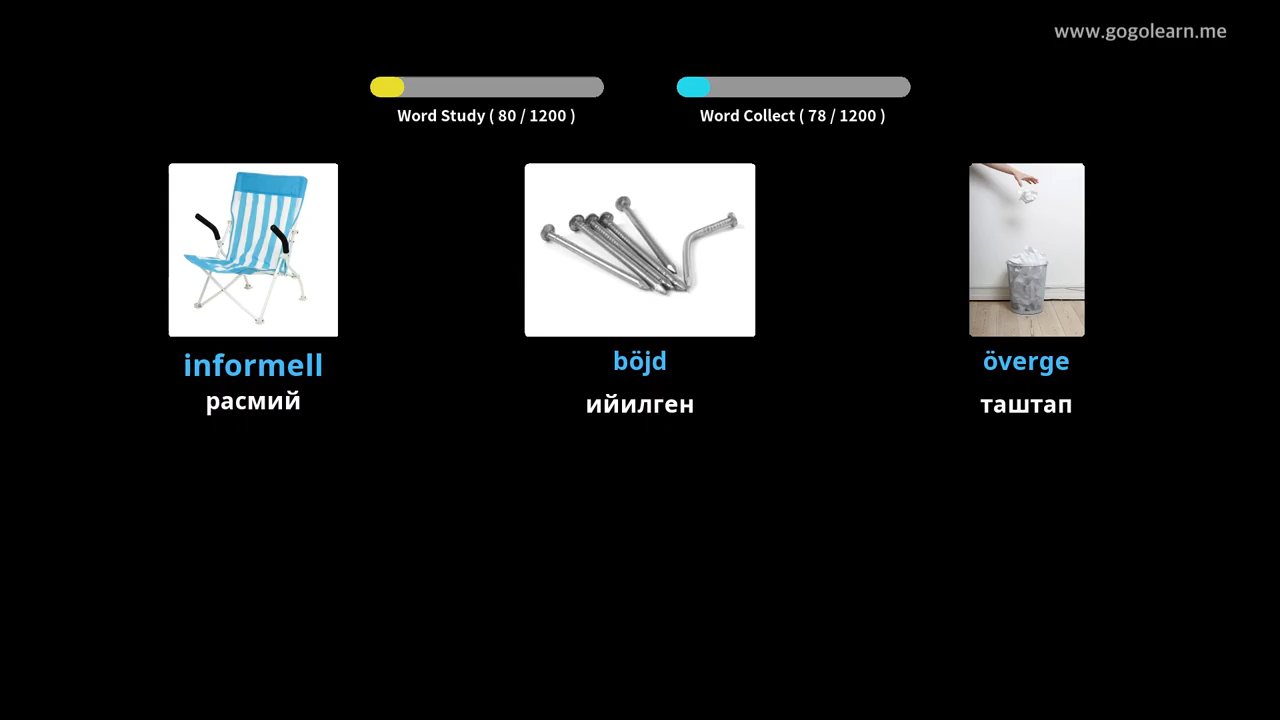 www.gogolearn.me
Word Study ( 80 / 1200 )
Word Collect ( 78 / 1200 )
informell
расмий
böjd
ийилген
överge
таштап